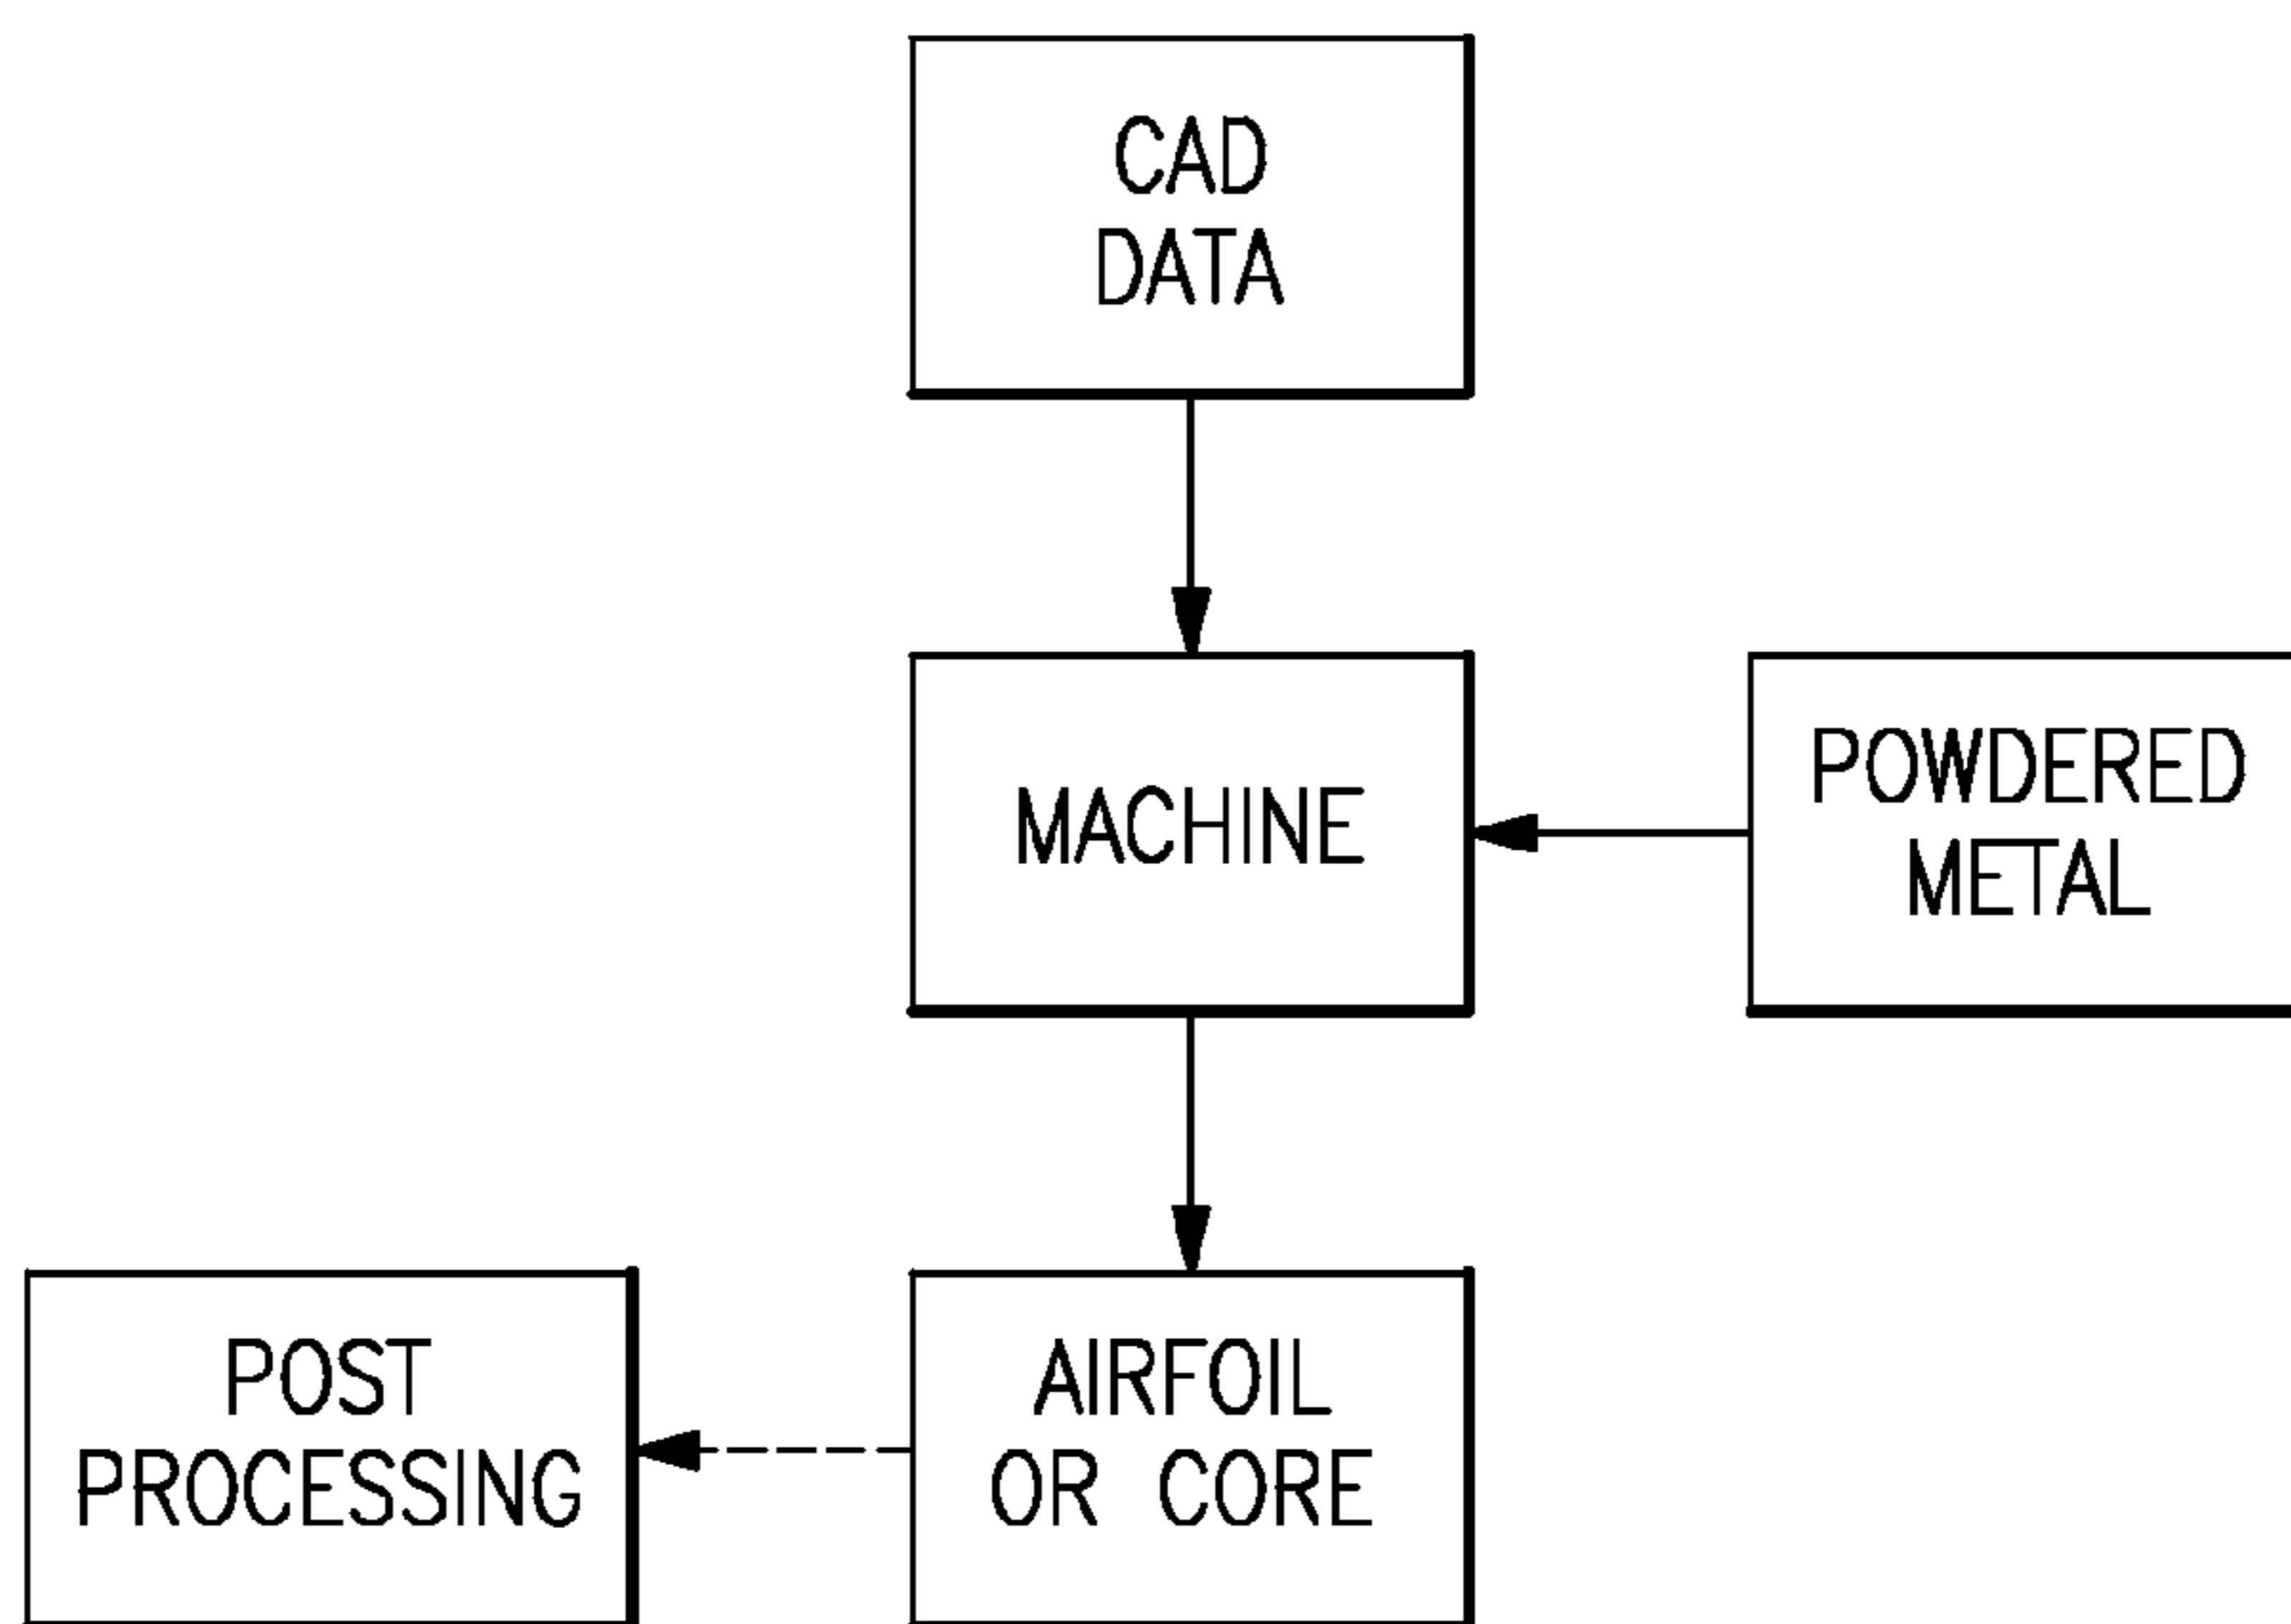 CAD
DATA
MACHINE
POWDERED
METAL
POST
PROCESSING
AIRFOIL
OR CORE